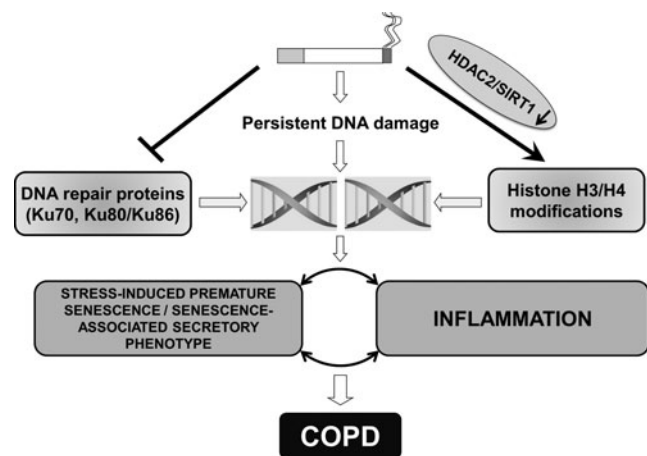 HDAC2/SIRT1
Persistent DNA damage
DNA repair proteins
(Ku70, Ku80/Ku86)
Histone H3/H4
modifications
STRESS-INDUCED PREMATURE
SENESCENCE / SENESCENCE-
ASSOCIATED SECRETORY
PHENOTYPE
INFLAMMATION
COPD